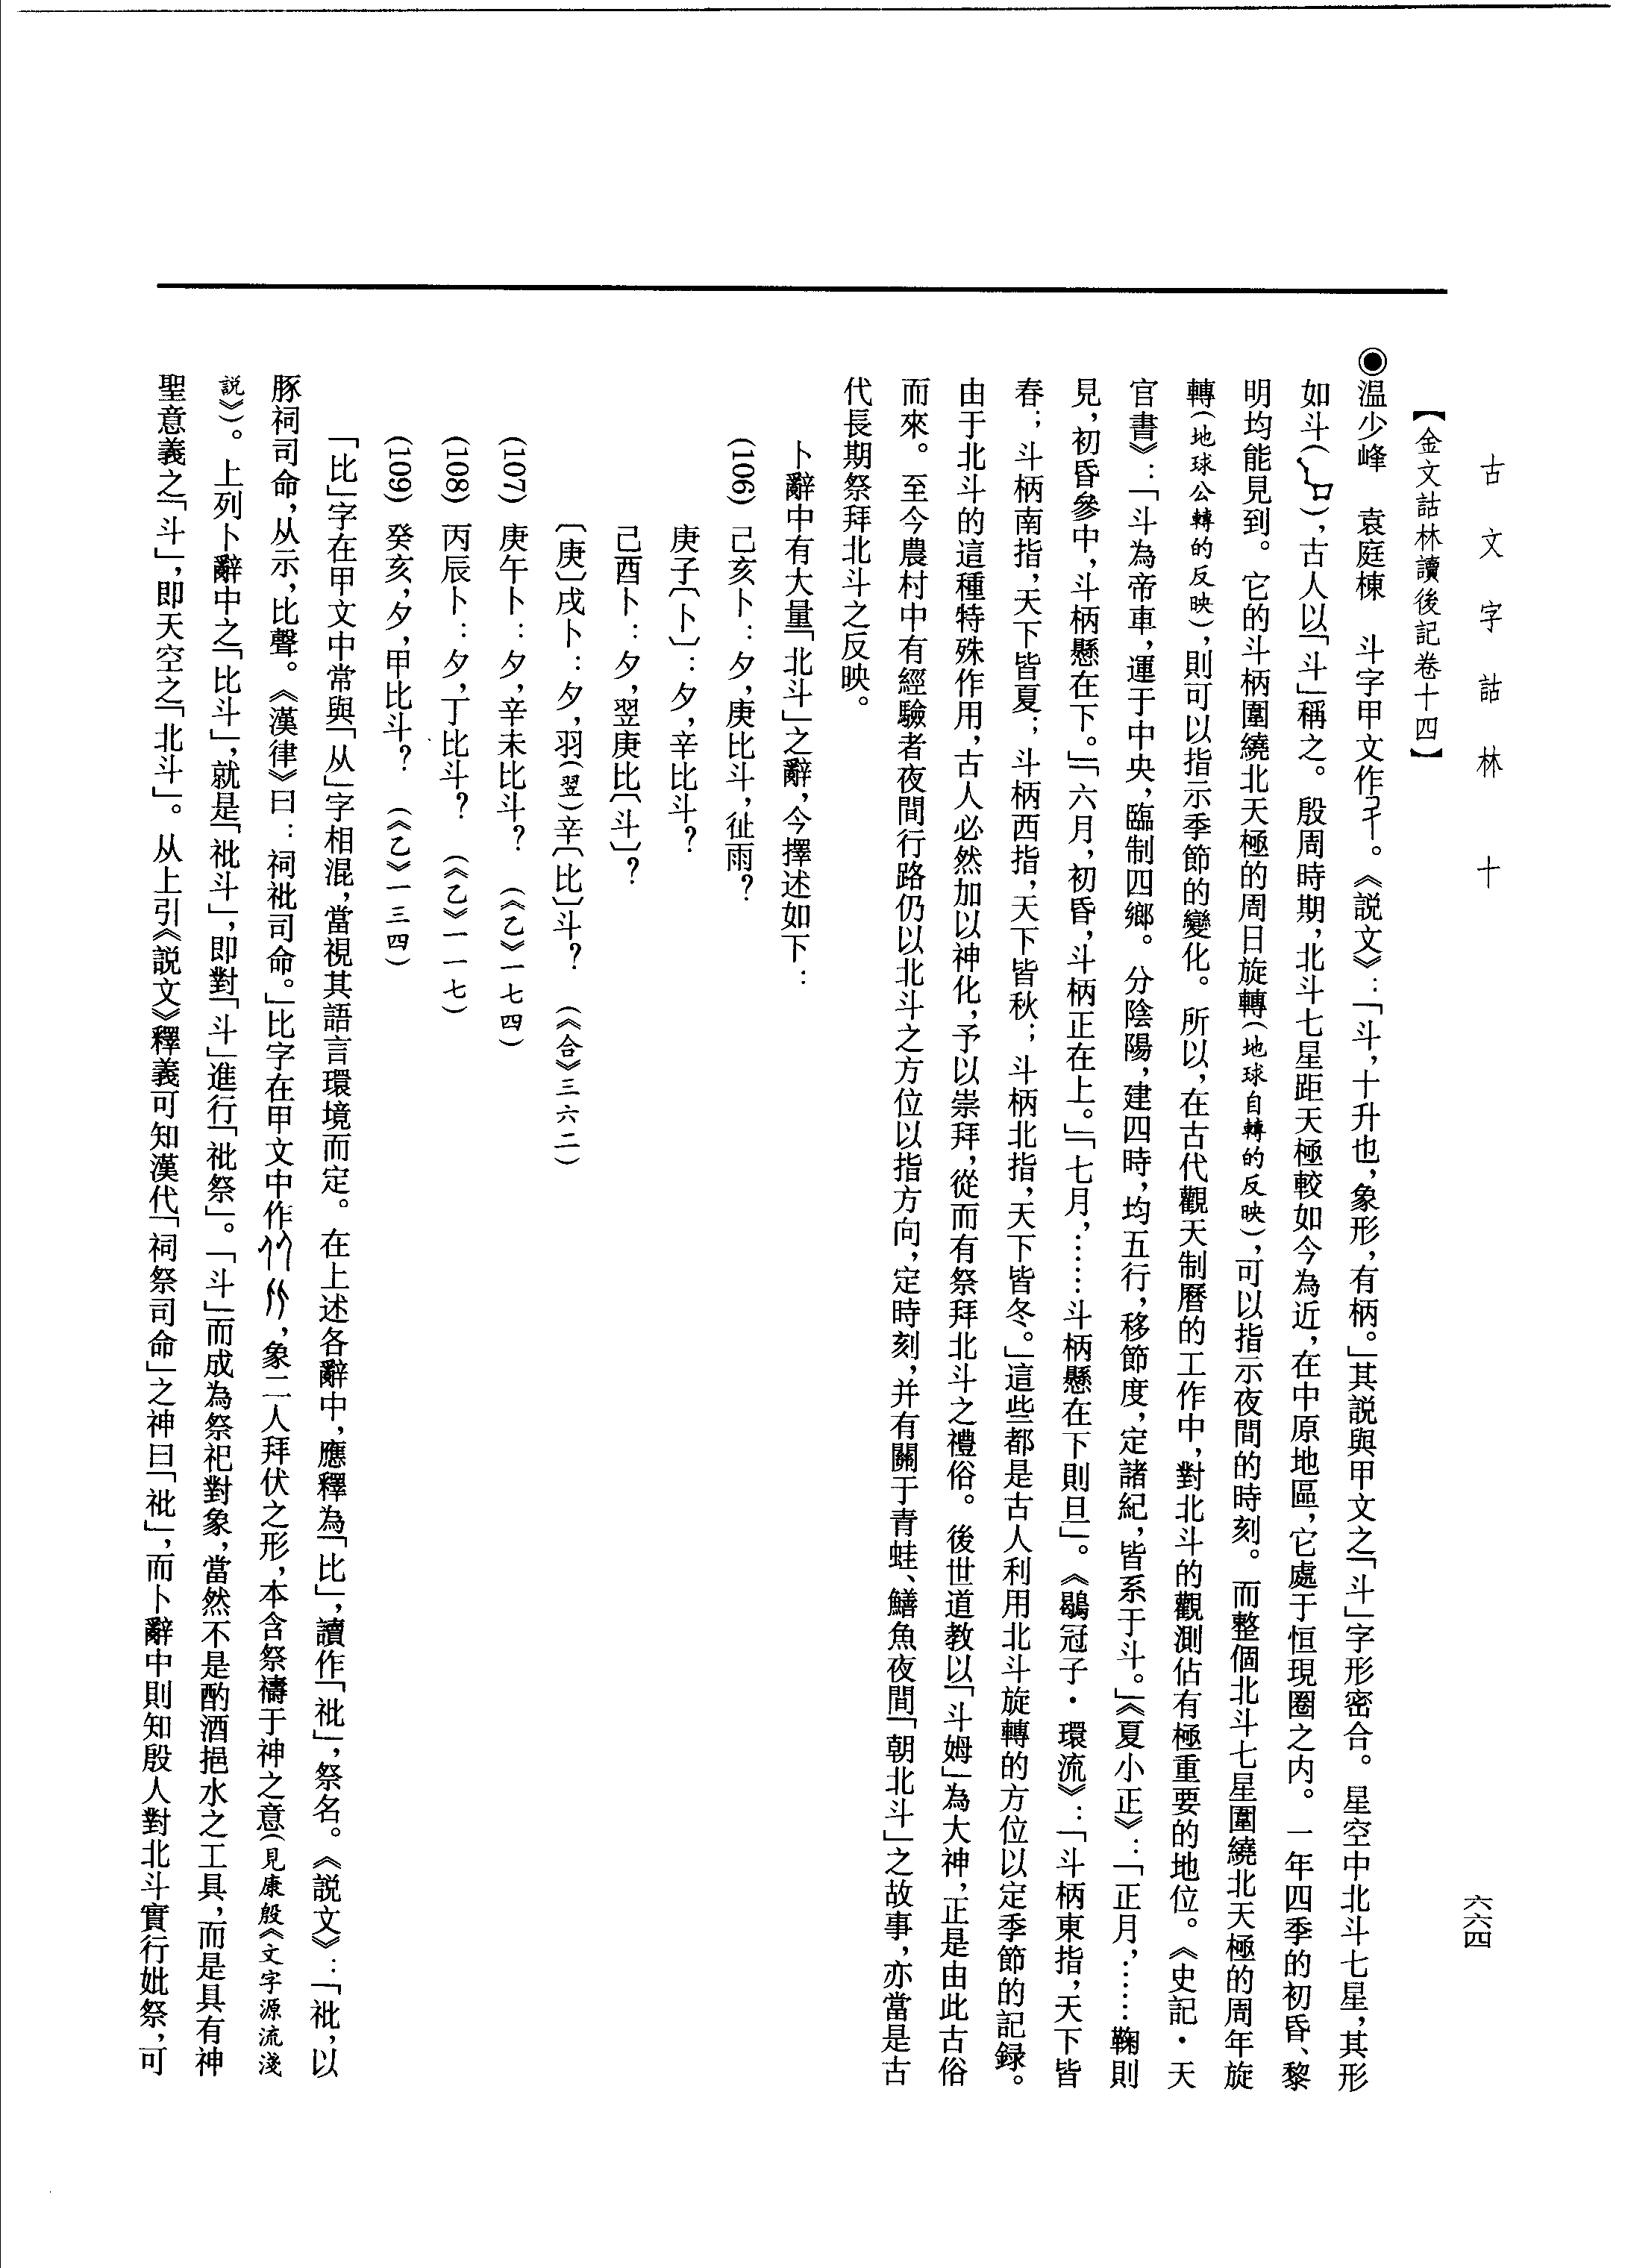 古文字詁林 十
六六四
【金文詁林讀後記卷十四】
◉溫少峰 袁庭棟 斗字甲文作。《説文》:「斗,十升也,象形,有柄。」其説與甲文之「斗」字形密合。星空中北斗七星,其形
如斗(),古人以「斗」稱之。殷周時期,北斗七星距天極較如今為近,在中原地區,它處于恒現圈之内。一年四季的初昏、黎
明均能見到。它的斗柄圍繞北天極的周日旋轉(地球自轉的反映),可以指示夜間的時刻。而整個北斗七星圍繞北天極的周年旋
轉(地球公轉的反映),則可以指示季節的變化。所以,在古代觀天制曆的工作中,對北斗的觀測佔有極重要的地位。《史記·天
官書》:「斗為帝車,運于中央,臨制四鄉。分陰陽,建四時,均五行,移節度,定諸紀,皆系于斗。」《夏小正》:「正月,……鞠則
見,初昏參中,斗柄懸在下。」「六月,初昏,斗柄正在上。」「七月,……斗柄懸在下則旦」。《鶡冠子·環流》:「斗柄東指,天下皆
春;斗柄南指,天下皆夏;斗柄西指,天下皆秋;斗柄北指,天下皆冬。」這些都是古人利用北斗旋轉的方位以定季節的記録。
由于北斗的這種特殊作用,古人必然加以神化,予以崇拜,從而有祭拜北斗之禮俗。後世道教以「斗姆」為大神,正是由此古俗
而來。至今農村中有經驗者夜間行路仍以北斗之方位以指方向,定時刻,并有關于青蛙、鱔魚夜間「朝北斗」之故事,亦當是古
代長期祭拜北斗之反映。
卜辭中有大量「北斗」之辭,今擇述如下:
(106) 己亥卜:夕,庚比斗,徙雨?
庚子〔卜〕:夕,辛比斗?
己酉卜:夕,翌庚比〔斗〕?
〔庚〕戌卜:夕,羽(翌)辛〔比〕斗? (《合》三六二)
(107) 庚午卜:夕,辛未比斗? (《乙》一七四)
(108) 丙辰卜:夕,丁比斗? (《乙》一一七)
(109) 癸亥,夕,甲比斗? (《乙》一三四)
「比」字在甲文中常與「从」字相混,當視其語言環境而定。在上述各辭中,應釋為「比」,讀作「祉」,祭名。《説文》:「祉,以
豚祠司命,从示,比聲。《漢律》曰:祠祉司命。」比字在甲文中作,象二人拜伏之形,本含祭禱于神之意(見康殷《文字源流淺
説》)。上列卜辭中之「比斗」,就是「祉斗」,即對「斗」進行「祉祭」。「斗」而成為祭祀對象,當然不是酌酒挹水之工具,而是具有神
聖意義之「斗」,即天空之「北斗」。从上引《説文》釋義可知漢代「祠祭司命」之神曰「祉」,而卜辭中則知殷人對北斗實行妣祭,可